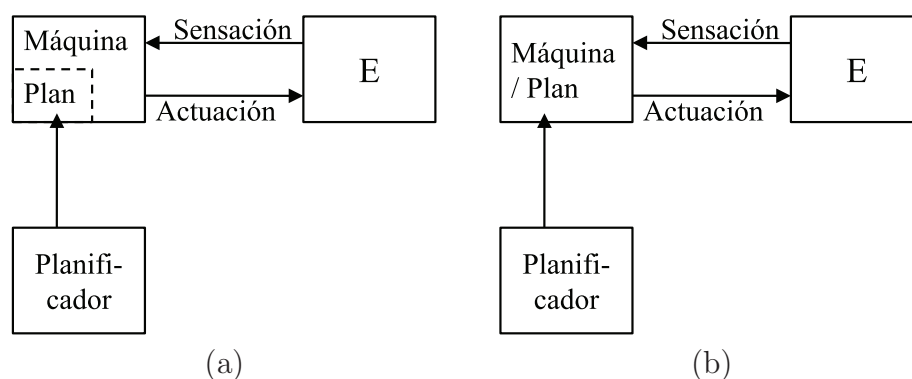 Máquina
Plan
Sensación
Actuación
E
Planifi-
cador
(a)
Máquina
/ Plan
Sensación
Actuación
E
Planifi-
cador
(b)